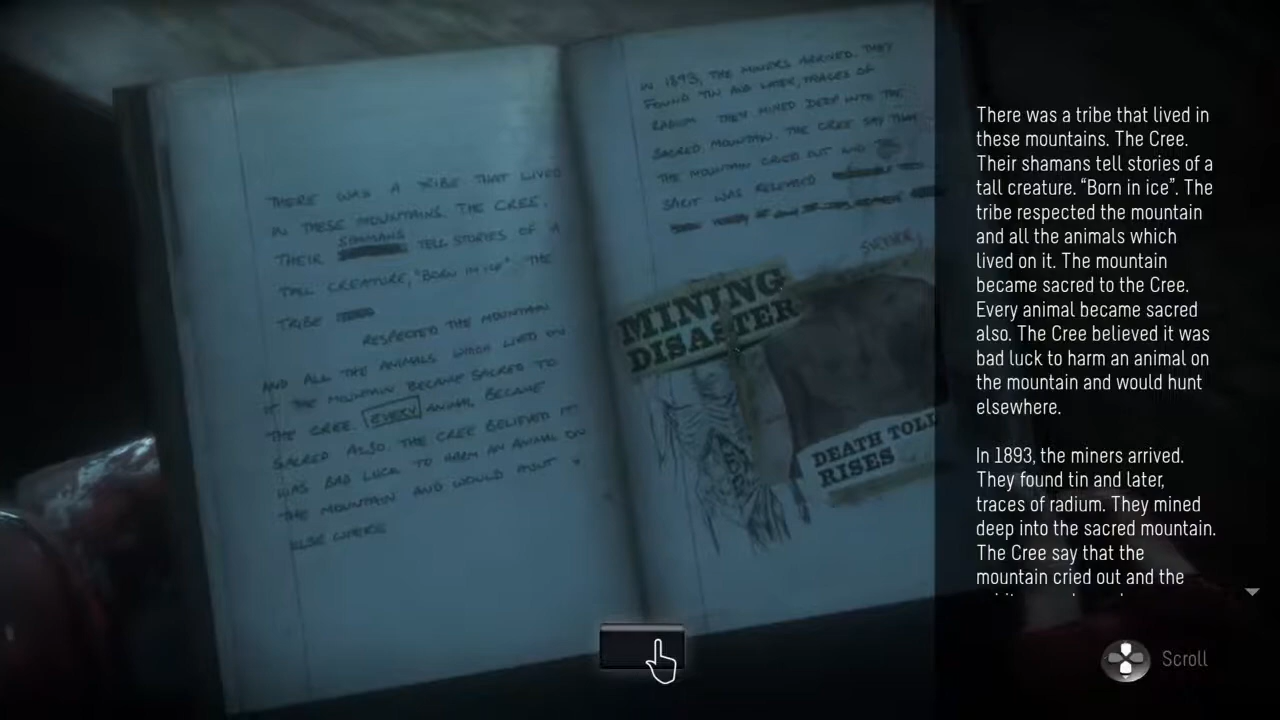 THERE WAS A TRIBE THAT LIVED
IN THESE MOUNTAINS. THE CREE.
SHAMANS
THEIR TELL STORIES OF A
TALL CREATURE, "BORN IN ICE". THE
TRIBE
RESPECTED THE MOUNTAIN
AND ALL THE ANIMALS WHICH LIVED ON
IT THE MOUNTAIN BECAME SACRED TO
THE CREE. EVERY ANIMAL BECAME
SACRED ALSO. THE CREE BELIEVED IT
WAS BAD LUCK TO HARM AN ANIMAL ON
THE MOUNTAIN AND WOULD HUNT
ELSE WHERE
IN 1893, THE MINERS ARRIVED. THEY
FOUND TIN AND LATER, TRACES OF
RADIUM THEY MINED DEEP INTO THE
SACRED MOUNTAIN. THE CREE SAY THAT
THE MOUNTAIN CRIED OUT AND THE
SPIRIT WAS RELEASED
MINING
DISASTER
DEATH TOLL
RISES
There was a tribe that lived in
these mountains. The Cree.
Their shamans tell stories of a
tall creature. “Born in ice”. The
tribe respected the mountain
and all the animals which
lived on it. The mountain
became sacred to the Cree.
Every animal became sacred
also. The Cree believed it was
bad luck to harm an animal on
the mountain and would hunt
elsewhere.
In 1893, the miners arrived.
They found tin and later,
traces of radium. They mined
deep into the sacred mountain.
The Cree say that the
mountain cried out and the
Scroll